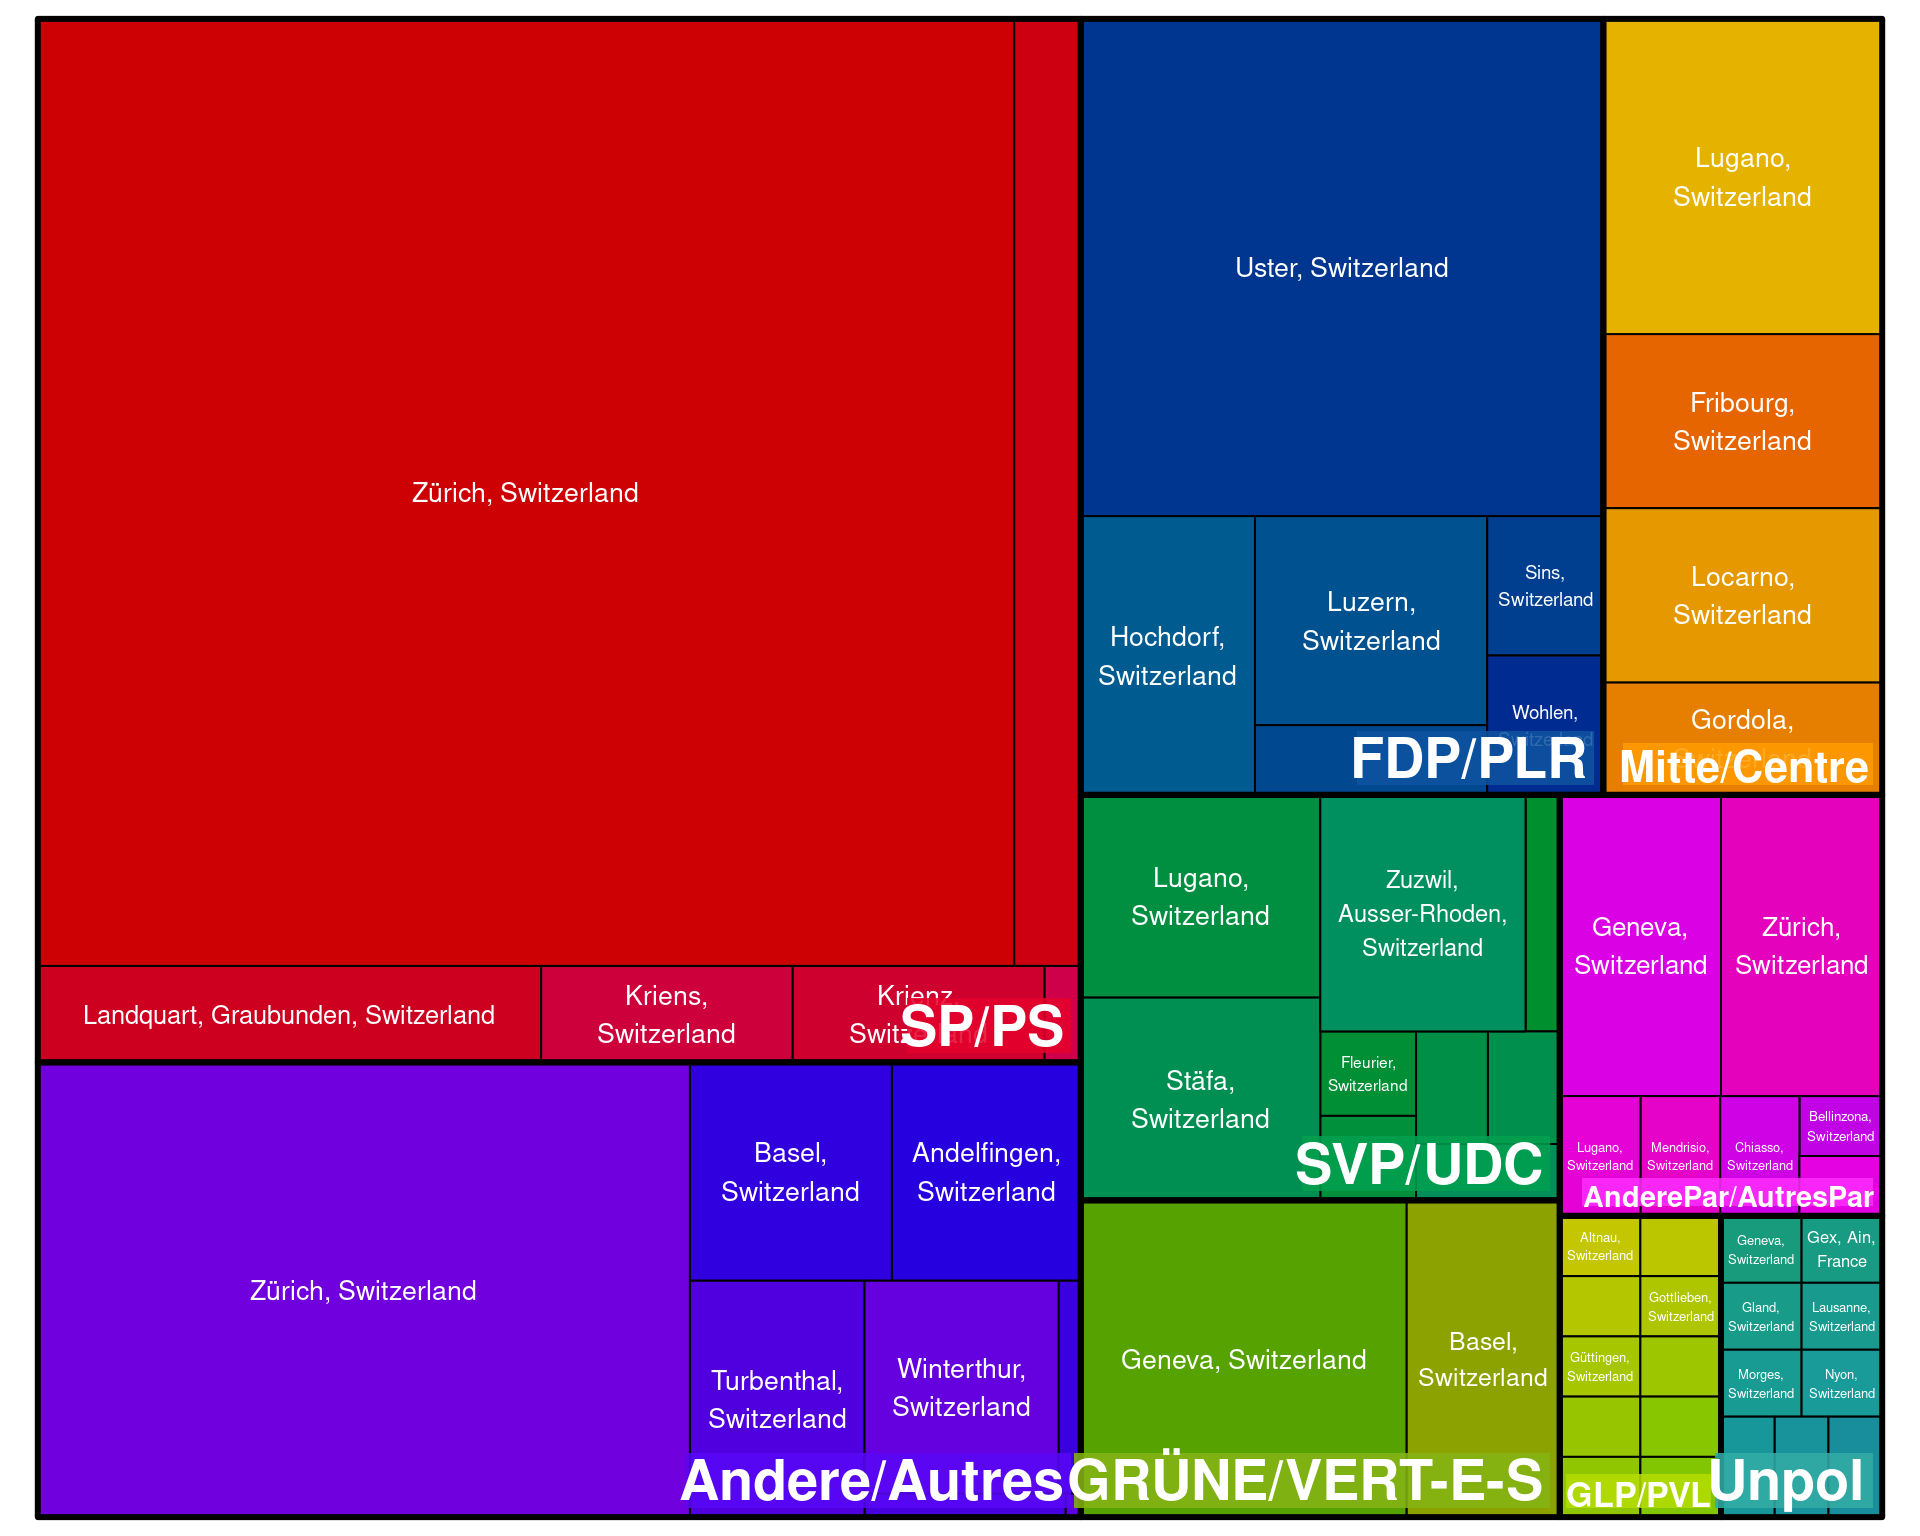 Zürich, Switzerland
Landquart, Graubunden, Switzerland
Kriens,
Switzerland
Krienz,
Switzerland
SP/PS
Uster, Switzerland
Hochdorf,
Switzerland
Luzern,
Switzerland
Sins,
Switzerland
Wohlen,
Switzerland
FDP/PLR
Lugano,
Switzerland
Fribourg,
Switzerland
Locarno,
Switzerland
Gordola,
Switzerland
Mitte/Centre
Zürich, Switzerland
Basel,
Switzerland
Andelfingen,
Switzerland
Turbenthal,
Switzerland
Winterthur,
Switzerland
Andere/Autres
Lugano,
Switzerland
Zuzwil,
Ausser-Rhoden,
Switzerland
Stäfa,
Switzerland
Fleurier,
Switzerland
SVP/UDC
Geneva, Switzerland
Basel,
Switzerland
GRÜNE/VERT-E-S
Geneva,
Switzerland
Zürich,
Switzerland
Lugano,
Switzerland
Mendrisio,
Switzerland
Chiasso,
Switzerland
Bellinzona,
Switzerland
AnderePar/AutresPar
Altnau,
Switzerland
Gottlieben,
Switzerland
Güttingen,
Switzerland
GLP/PVL
Geneva,
Switzerland
Gex, Ain,
France
Gland,
Switzerland
Lausanne,
Switzerland
Morges,
Switzerland
Nyon,
Switzerland
Unpol